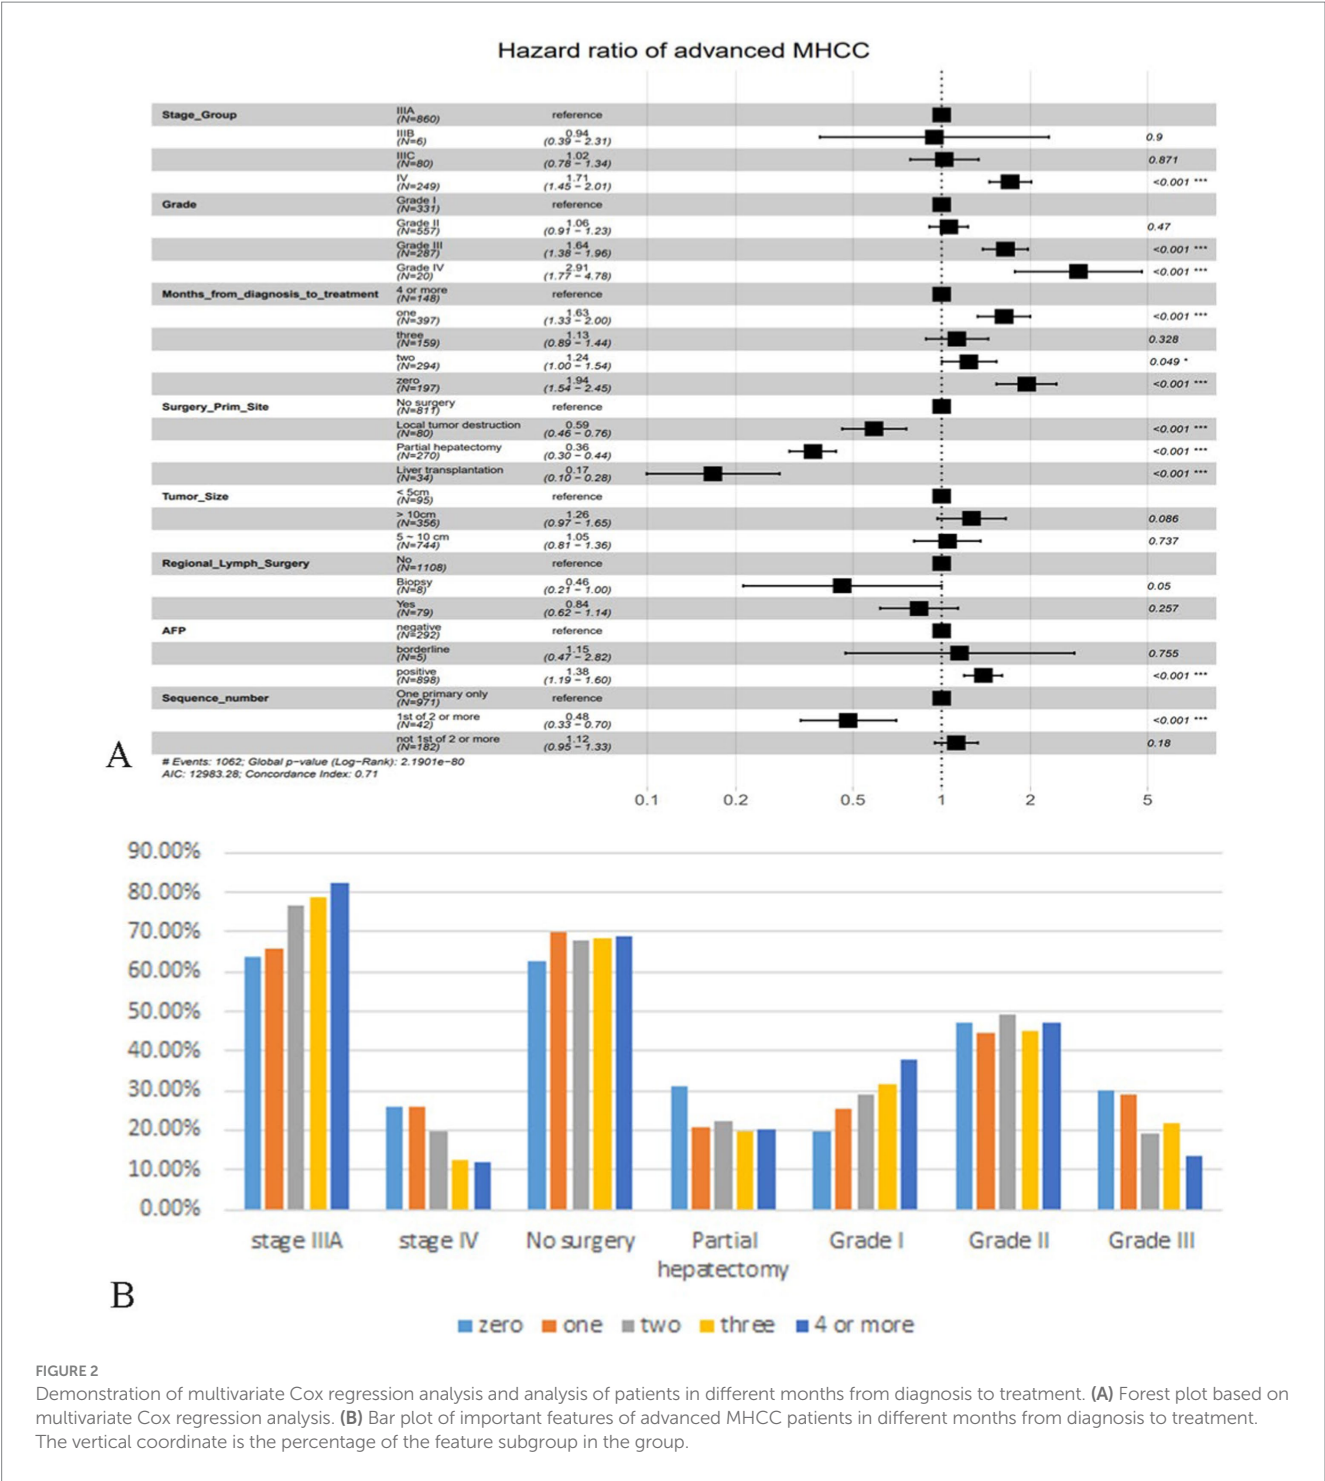 Hazard ratio of advanced MHCC
Stage_Group IIIA (N=860) reference
IIIB (N=6) 0.94 (0.39 – 2.31) 0.9
IIIC (N=80) 1.02 (0.78 – 1.34) 0.871
IV (N=249) 1.71 (1.45 – 2.01) <0.001 ***
Grade Grade I (N=331) reference
Grade II (N=557) 1.06 (0.91 – 1.23) 0.47
Grade III (N=287) 1.64 (1.38 – 1.96) <0.001 ***
Grade IV (N=20) 2.91 (1.77 – 4.78) <0.001 ***
Months_from_diagnosis_to_treatment 4 or more (N=148) reference
one (N=397) 1.63 (1.33 – 2.00) <0.001 ***
three (N=159) 1.13 (0.89 – 1.44) 0.328
two (N=294) 1.24 (1.00 – 1.54) 0.049 *
zero (N=197) 1.94 (1.54 – 2.45) <0.001 ***
Surgery_Prim_Site No surgery (N=811) reference
Local tumor destruction (N=80) 0.59 (0.46 – 0.76) <0.001 ***
Partial hepatectomy (N=270) 0.36 (0.30 – 0.44) <0.001 ***
Liver transplantation (N=34) 0.17 (0.10 – 0.28) <0.001 ***
Tumor_Size < 5cm (N=95) reference
> 10cm (N=356) 1.26 (0.97 – 1.65) 0.086
5 ~ 10 cm (N=744) 1.05 (0.81 – 1.36) 0.737
Regional_Lymph_Surgery No (N=1108) reference
Biopsy (N=8) 0.46 (0.21 – 1.00) 0.05
Yes (N=79) 0.84 (0.62 – 1.14) 0.257
AFP negative (N=292) reference
borderline (N=5) 1.15 (0.47 – 2.82) 0.755
positive (N=898) 1.38 (1.19 – 1.60) <0.001 ***
Sequence_number One primary only (N=971) reference
1st of 2 or more (N=42) 0.48 (0.33 – 0.70) <0.001 ***
not 1st of 2 or more (N=182) 1.12 (0.95 – 1.33) 0.18
A
# Events: 1062; Global p−value (Log−Rank): 2.1901e−80
AIC: 12983.28; Concordance Index: 0.71
0.1 0.2 0.5 1 2 5
90.00%
80.00%
70.00%
60.00%
50.00%
40.00%
30.00%
20.00%
10.00%
0.00%
stage IIIA stage IV No surgery Partial hepatectomy Grade I Grade II Grade III
B
zero one two three 4 or more
FIGURE 2
Demonstration of multivariate Cox regression analysis and analysis of patients in different months from diagnosis to treatment. (A) Forest plot based on
multivariate Cox regression analysis. (B) Bar plot of important features of advanced MHCC patients in different months from diagnosis to treatment.
The vertical coordinate is the percentage of the feature subgroup in the group.